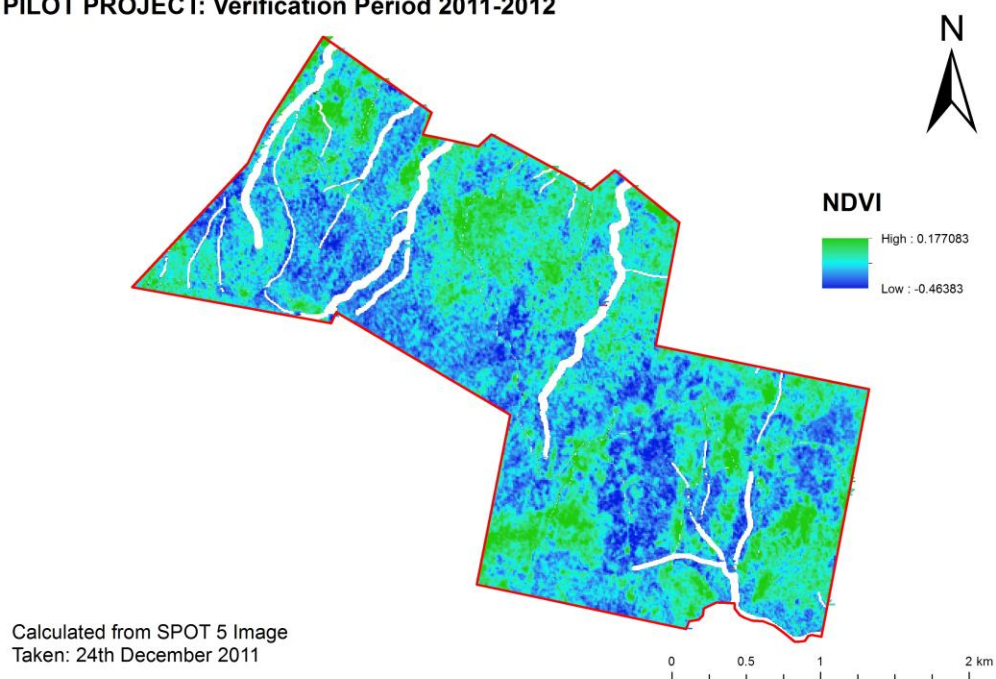 PILOT PROJECT: Verification Period 2011-2012
N
NDVI
High : 0.177083
Low : -0.46383
Calculated from SPOT 5 Image
Taken: 24th December 2011
0 0.5 1 2 km